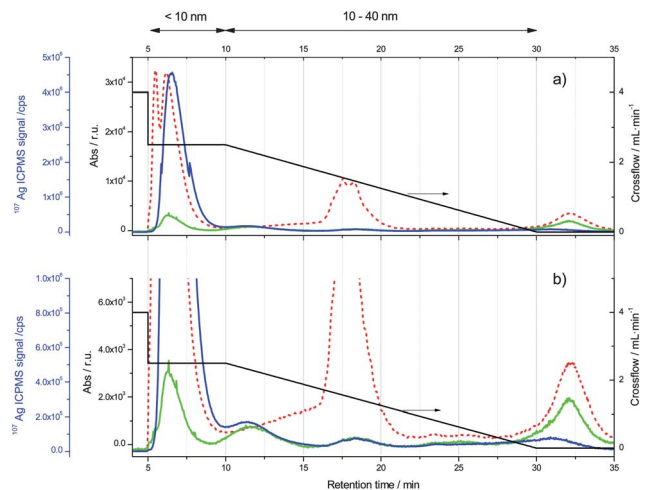 < 10 nm
10 - 40 nm
5 10 15 20 25 30 35
a)
5x10⁶
4x10⁶
3x10⁶
2x10⁶
1x10⁶
0
¹⁰⁷Ag ICPMS signal /cps
3x10⁴
2x10⁴
1x10⁴
0
Abs / r.u.
4
2
0
Crossflow / mL·min⁻¹
b)
1.0x10⁶
8.0x10⁵
6.0x10⁵
4.0x10⁵
2.0x10⁵
0.0
¹⁰⁷Ag ICPMS signal /cps
6.0x10³
4.0x10³
2.0x10³
0.0
Abs / r.u.
4
2
0
Crossflow / mL·min⁻¹
5 10 15 20 25 30 35
Retention time / min